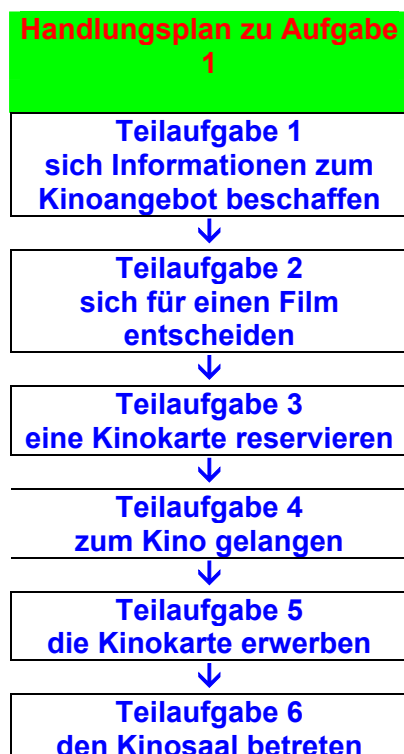 Handlungsplan zu Aufgabe
1
Teilaufgabe 1
sich Informationen zum
Kinoangebot beschaffen
↓
Teilaufgabe 2
sich für einen Film
entscheiden
↓
Teilaufgabe 3
eine Kinokarte reservieren
↓
Teilaufgabe 4
zum Kino gelangen
↓
Teilaufgabe 5
die Kinokarte erwerben
↓
Teilaufgabe 6
den Kinosaal betreten